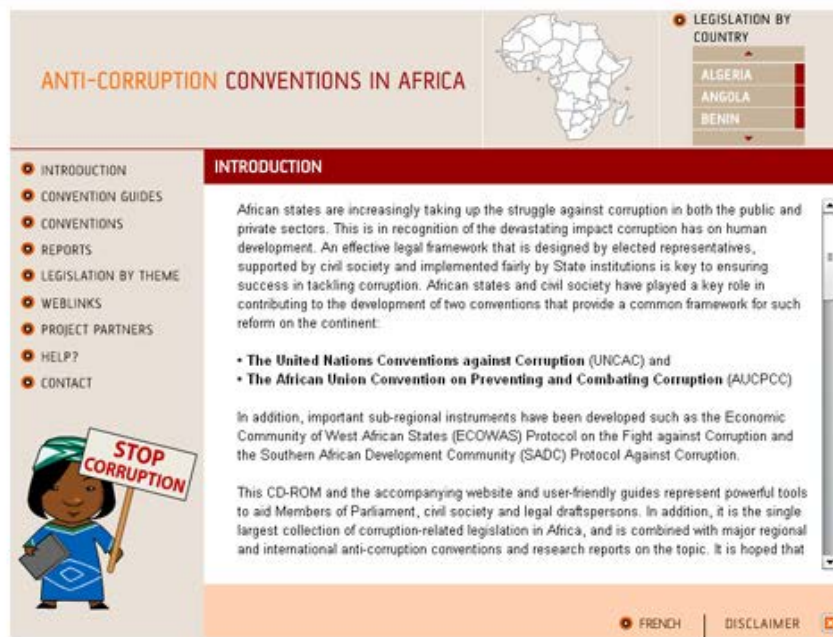 ANTI-CORRUPTION CONVENTIONS IN AFRICA
LEGISLATION BY
COUNTRY
ALGERIA
ANGOLA
BENIN
INTRODUCTION
CONVENTION GUIDES
CONVENTIONS
REPORTS
LEGISLATION BY THEME
WEBLINKS
PROJECT PARTNERS
HELP?
CONTACT
STOP
CORRUPTION
INTRODUCTION
African states are increasingly taking up the struggle against corruption in both the public and
private sectors. This is in recognition of the devastating impact corruption has on human
development. An effective legal framework that is designed by elected representatives,
supported by civil society and implemented fairly by State institutions is key to ensuring
success in tackling corruption. African states and civil society have played a key role in
contributing to the development of two conventions that provide a common framework for such
reform on the continent:
• The United Nations Conventions against Corruption (UNCAC) and
• The African Union Convention on Preventing and Combating Corruption (AUCPCC)
In addition, important sub-regional instruments have been developed such as the Economic
Community of West African States (ECOWAS) Protocol on the Fight against Corruption and
the Southern African Development Community (SADC) Protocol Against Corruption.
This CD-ROM and the accompanying website and user-friendly guides represent powerful tools
to aid Members of Parliament, civil society and legal draftspersons. In addition, it is the single
largest collection of corruption-related legislation in Africa, and is combined with major regional
and international anti-corruption conventions and research reports on the topic. It is hoped that
FRENCH
DISCLAIMER